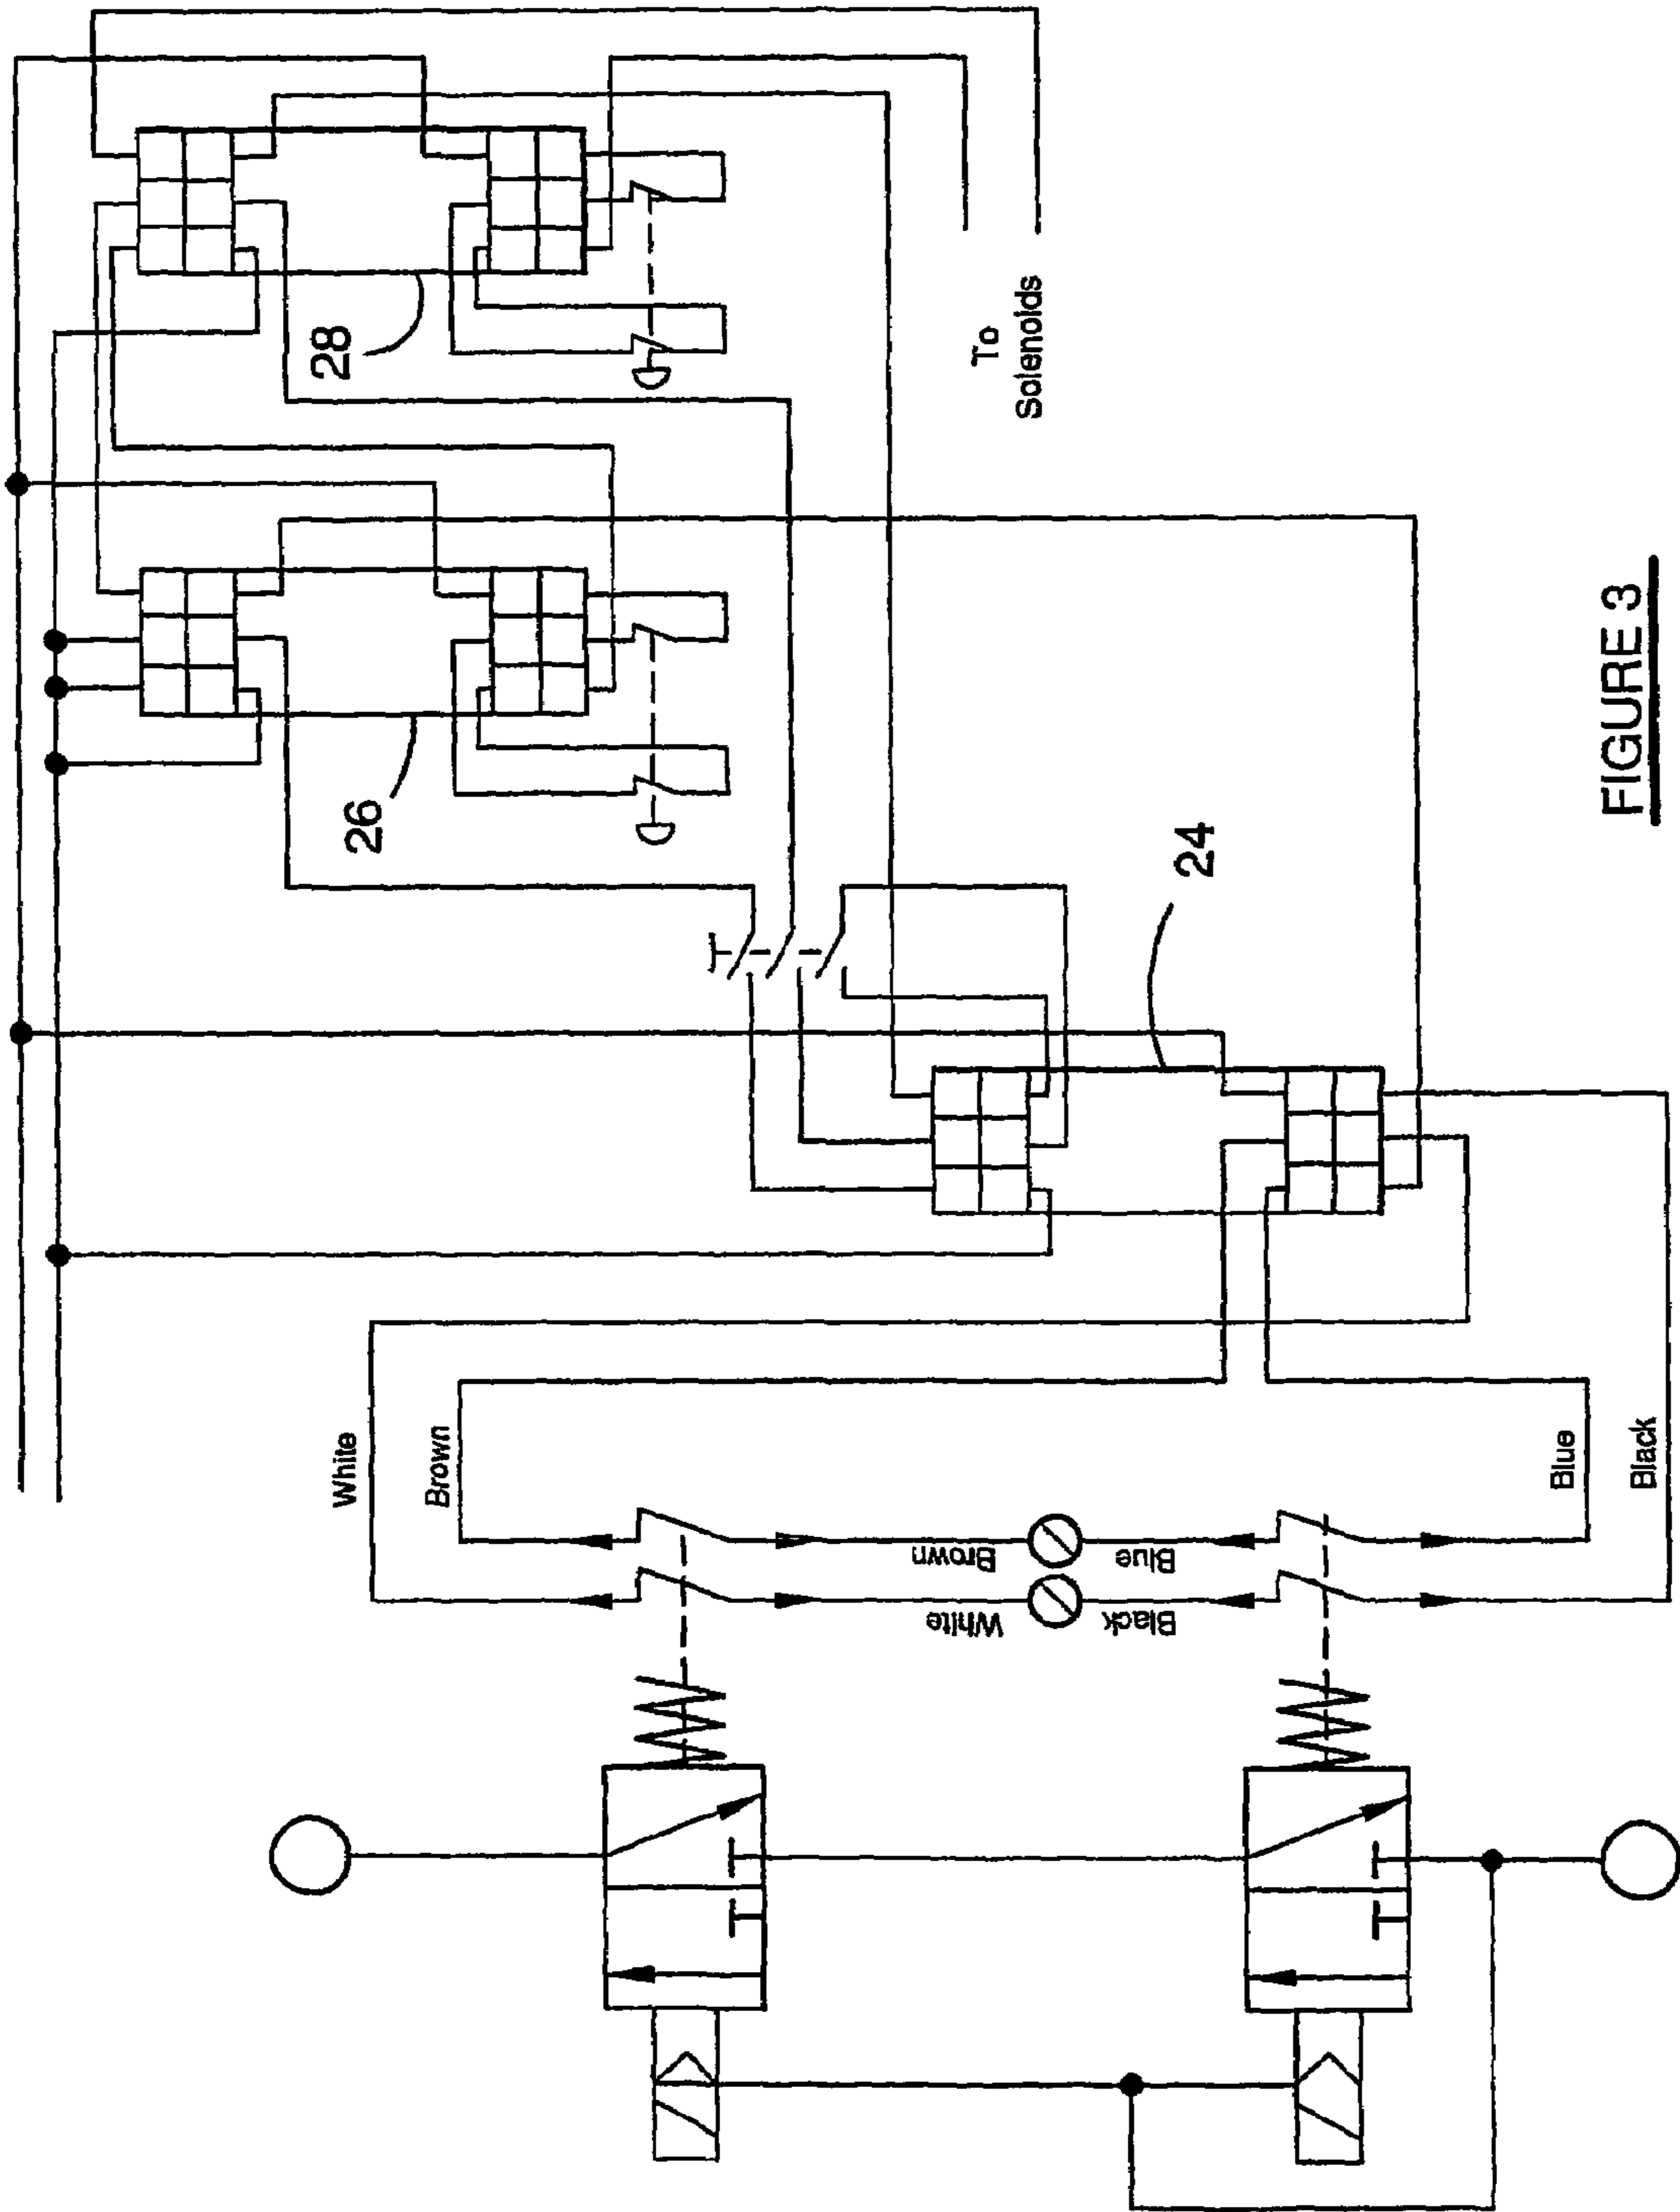 28
26
24
To
Solenoids
White
Brown
Blue
Black
Brown
Blue
White
Black
FIGURE 3